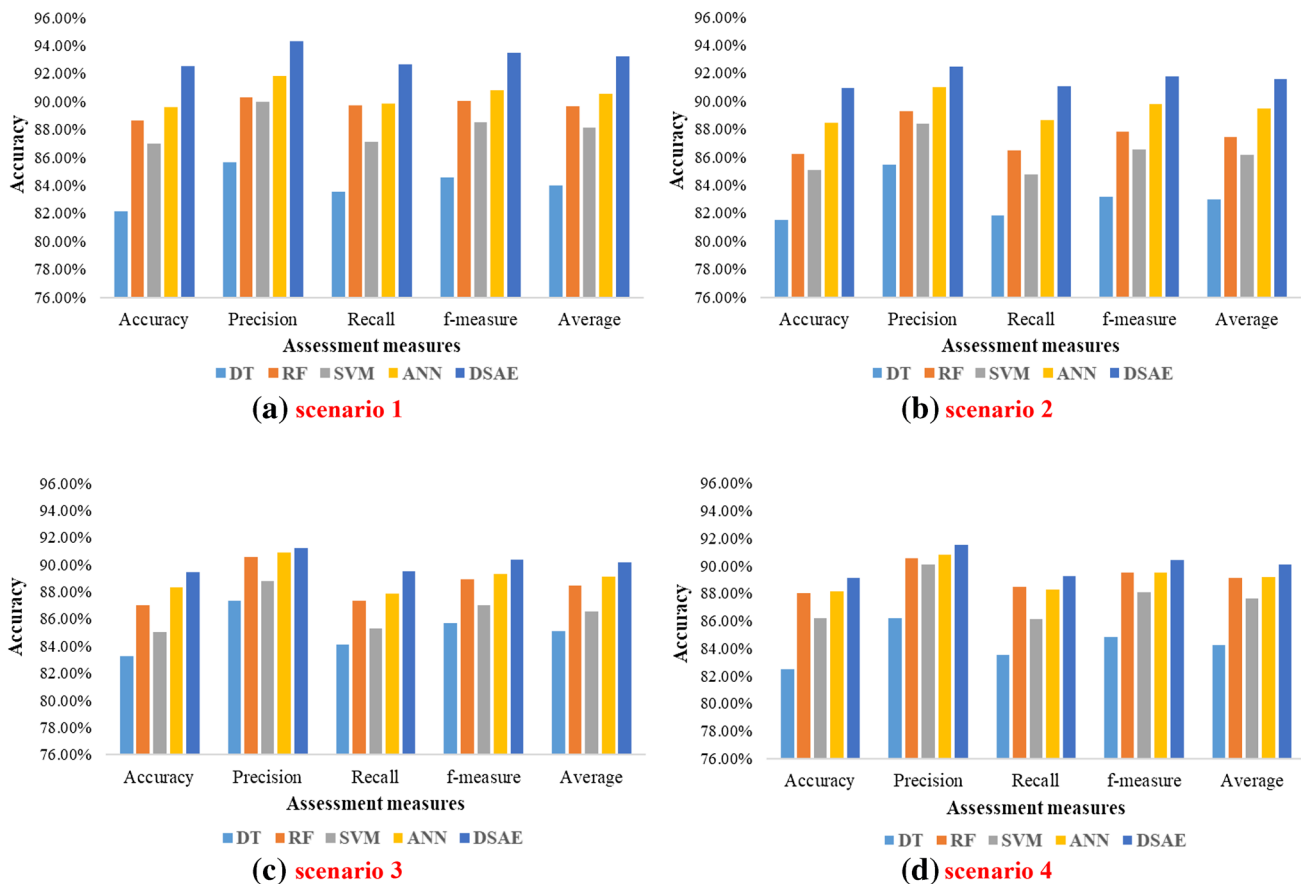 96.00%
94.00%
92.00%
90.00%
88.00%
86.00%
84.00%
82.00%
80.00%
78.00%
76.00%
Accuracy
Accuracy Precision Recall f-measure Average
Assessment measures
DT RF SVM ANN DSAE
(a) scenario 1
96.00%
94.00%
92.00%
90.00%
88.00%
86.00%
84.00%
82.00%
80.00%
78.00%
76.00%
Accuracy
Accuracy Precision Recall f-measure Average
Assessment measures
DT RF SVM ANN DSAE
(b) scenario 2
96.00%
94.00%
92.00%
90.00%
88.00%
86.00%
84.00%
82.00%
80.00%
78.00%
76.00%
Accuracy
Accuracy Precision Recall f-measure Average
Assessment measures
DT RF SVM ANN DSAE
(c) scenario 3
96.00%
94.00%
92.00%
90.00%
88.00%
86.00%
84.00%
82.00%
80.00%
78.00%
76.00%
Accuracy
Accuracy Precision Recall f-measure Average
Assessment measures
DT RF SVM ANN DSAE
(d) scenario 4